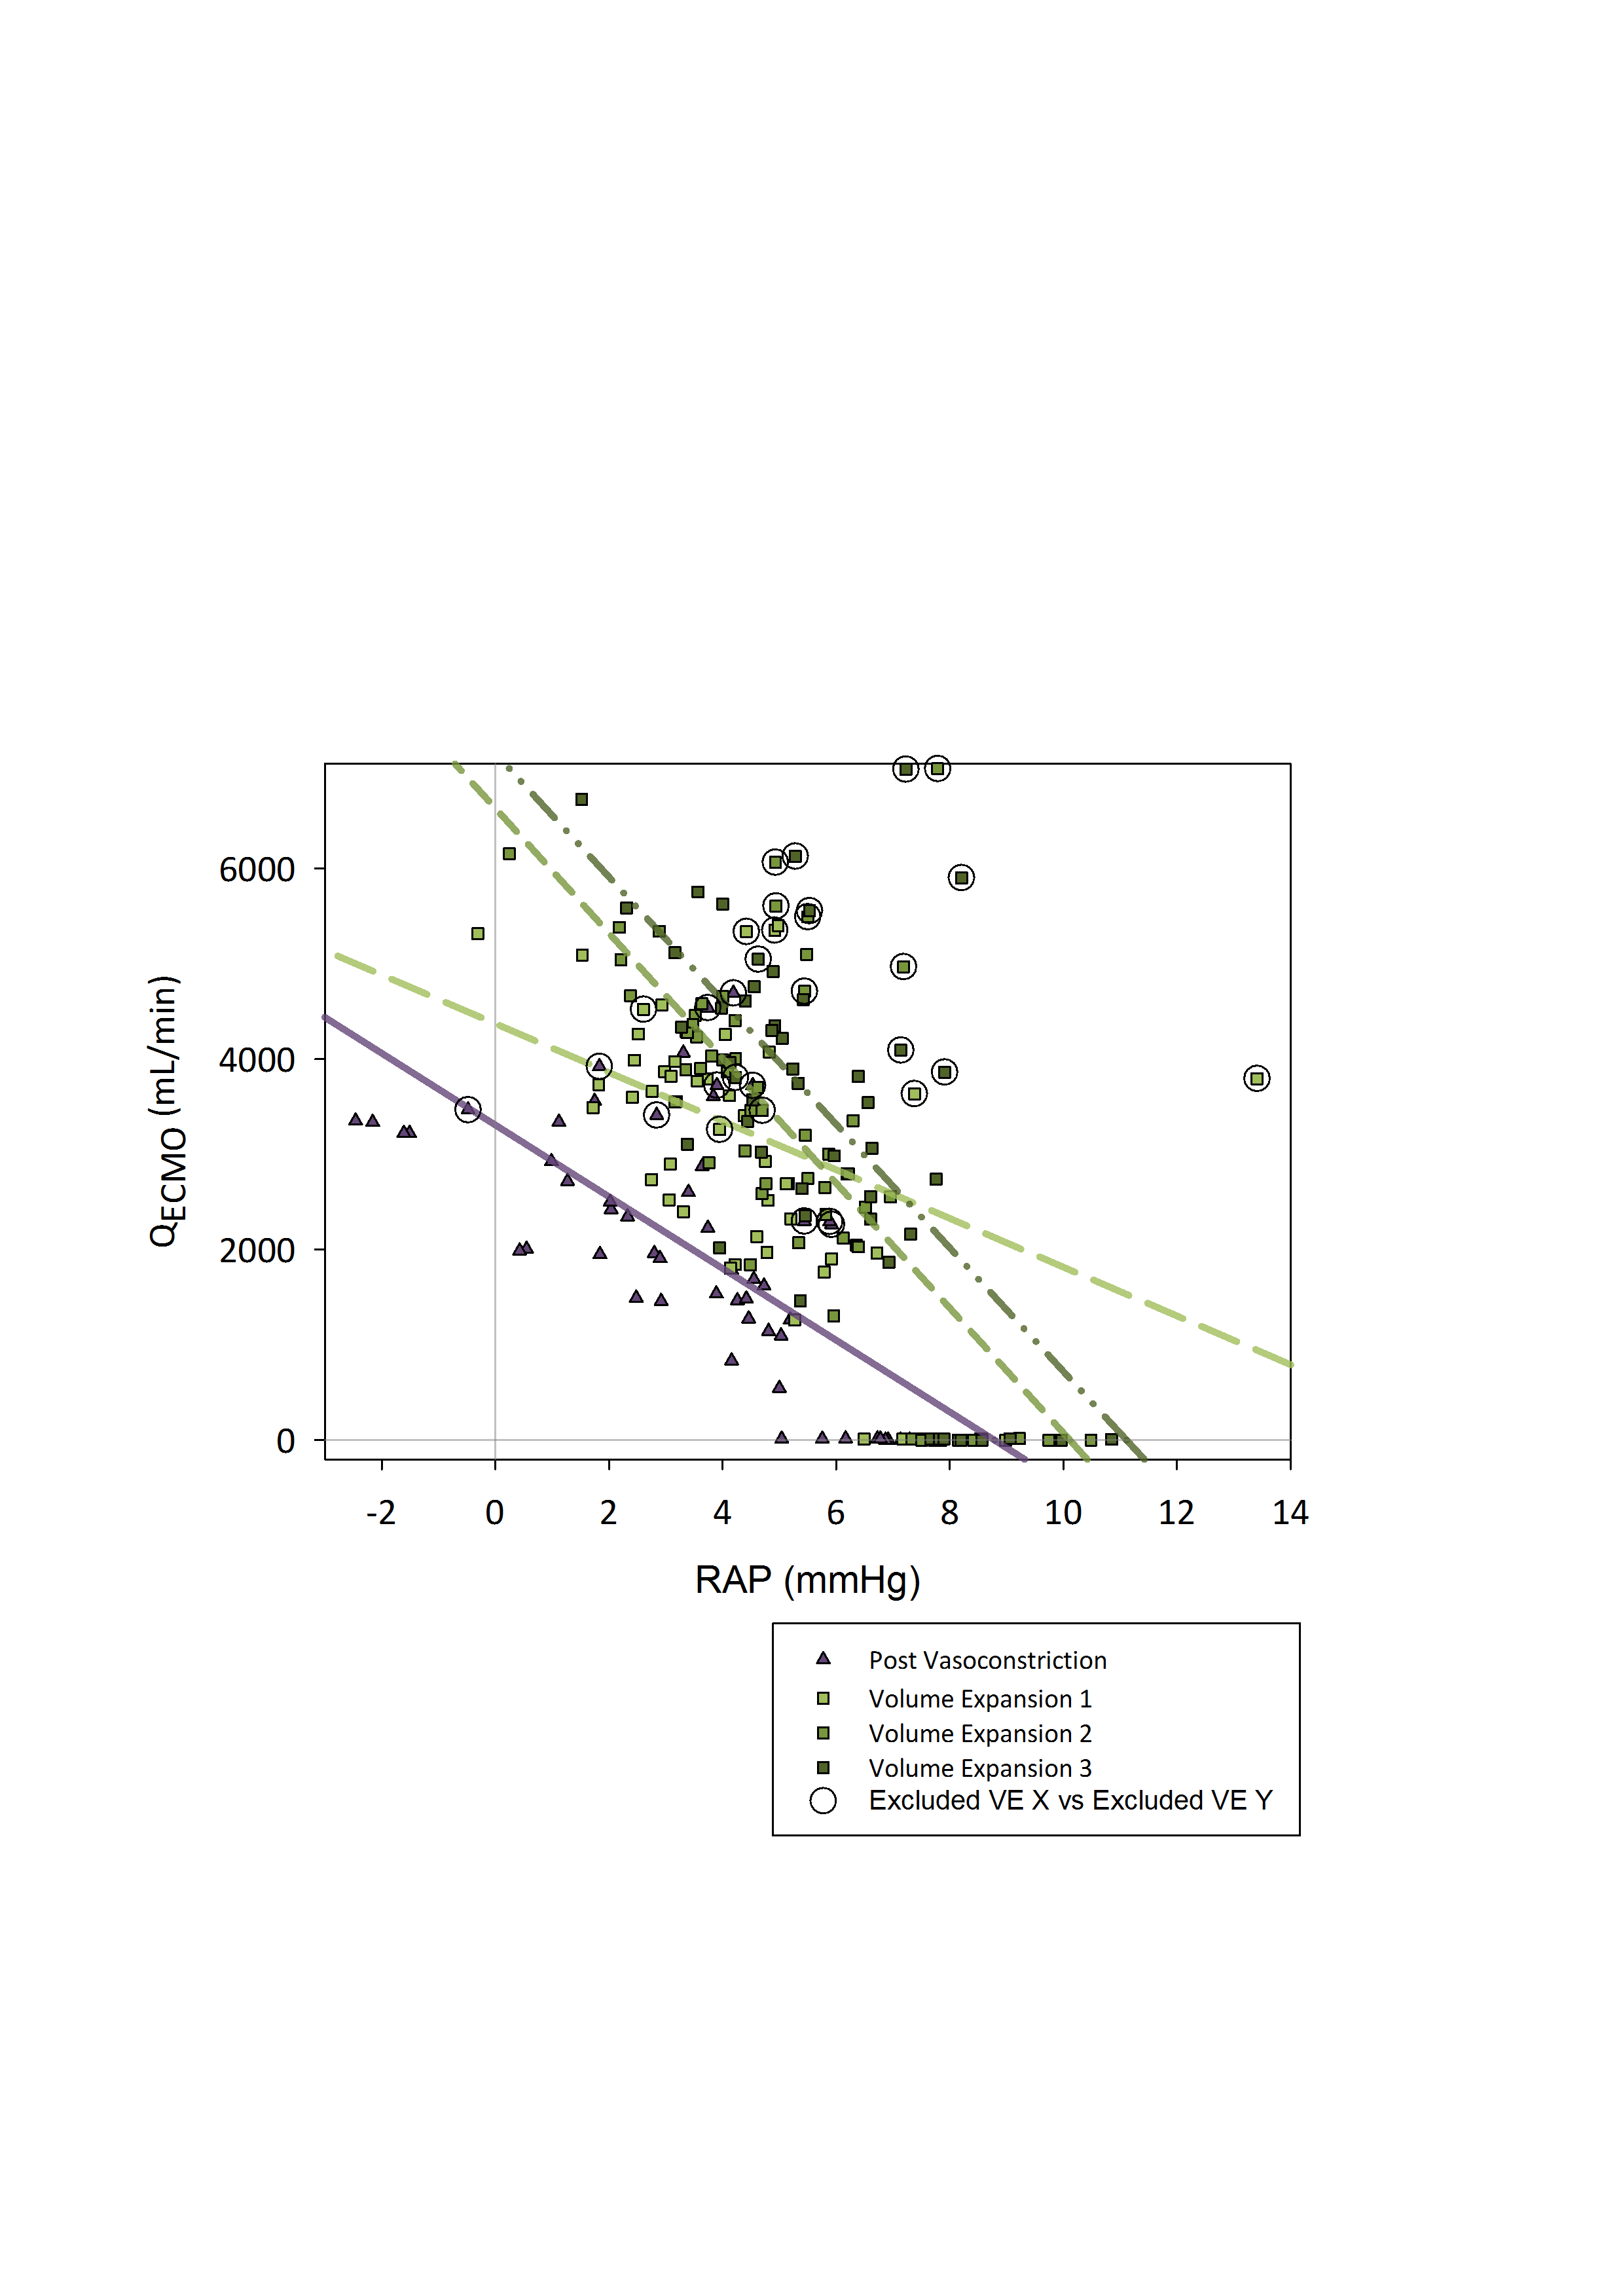 6000
4000
2000
0
QECMO (mL/min)
-2 0 2 4 6 8 10 12 14
RAP (mmHg)
Post Vasoconstriction
Volume Expansion 1
Volume Expansion 2
Volume Expansion 3
Excluded VE X vs Excluded VE Y